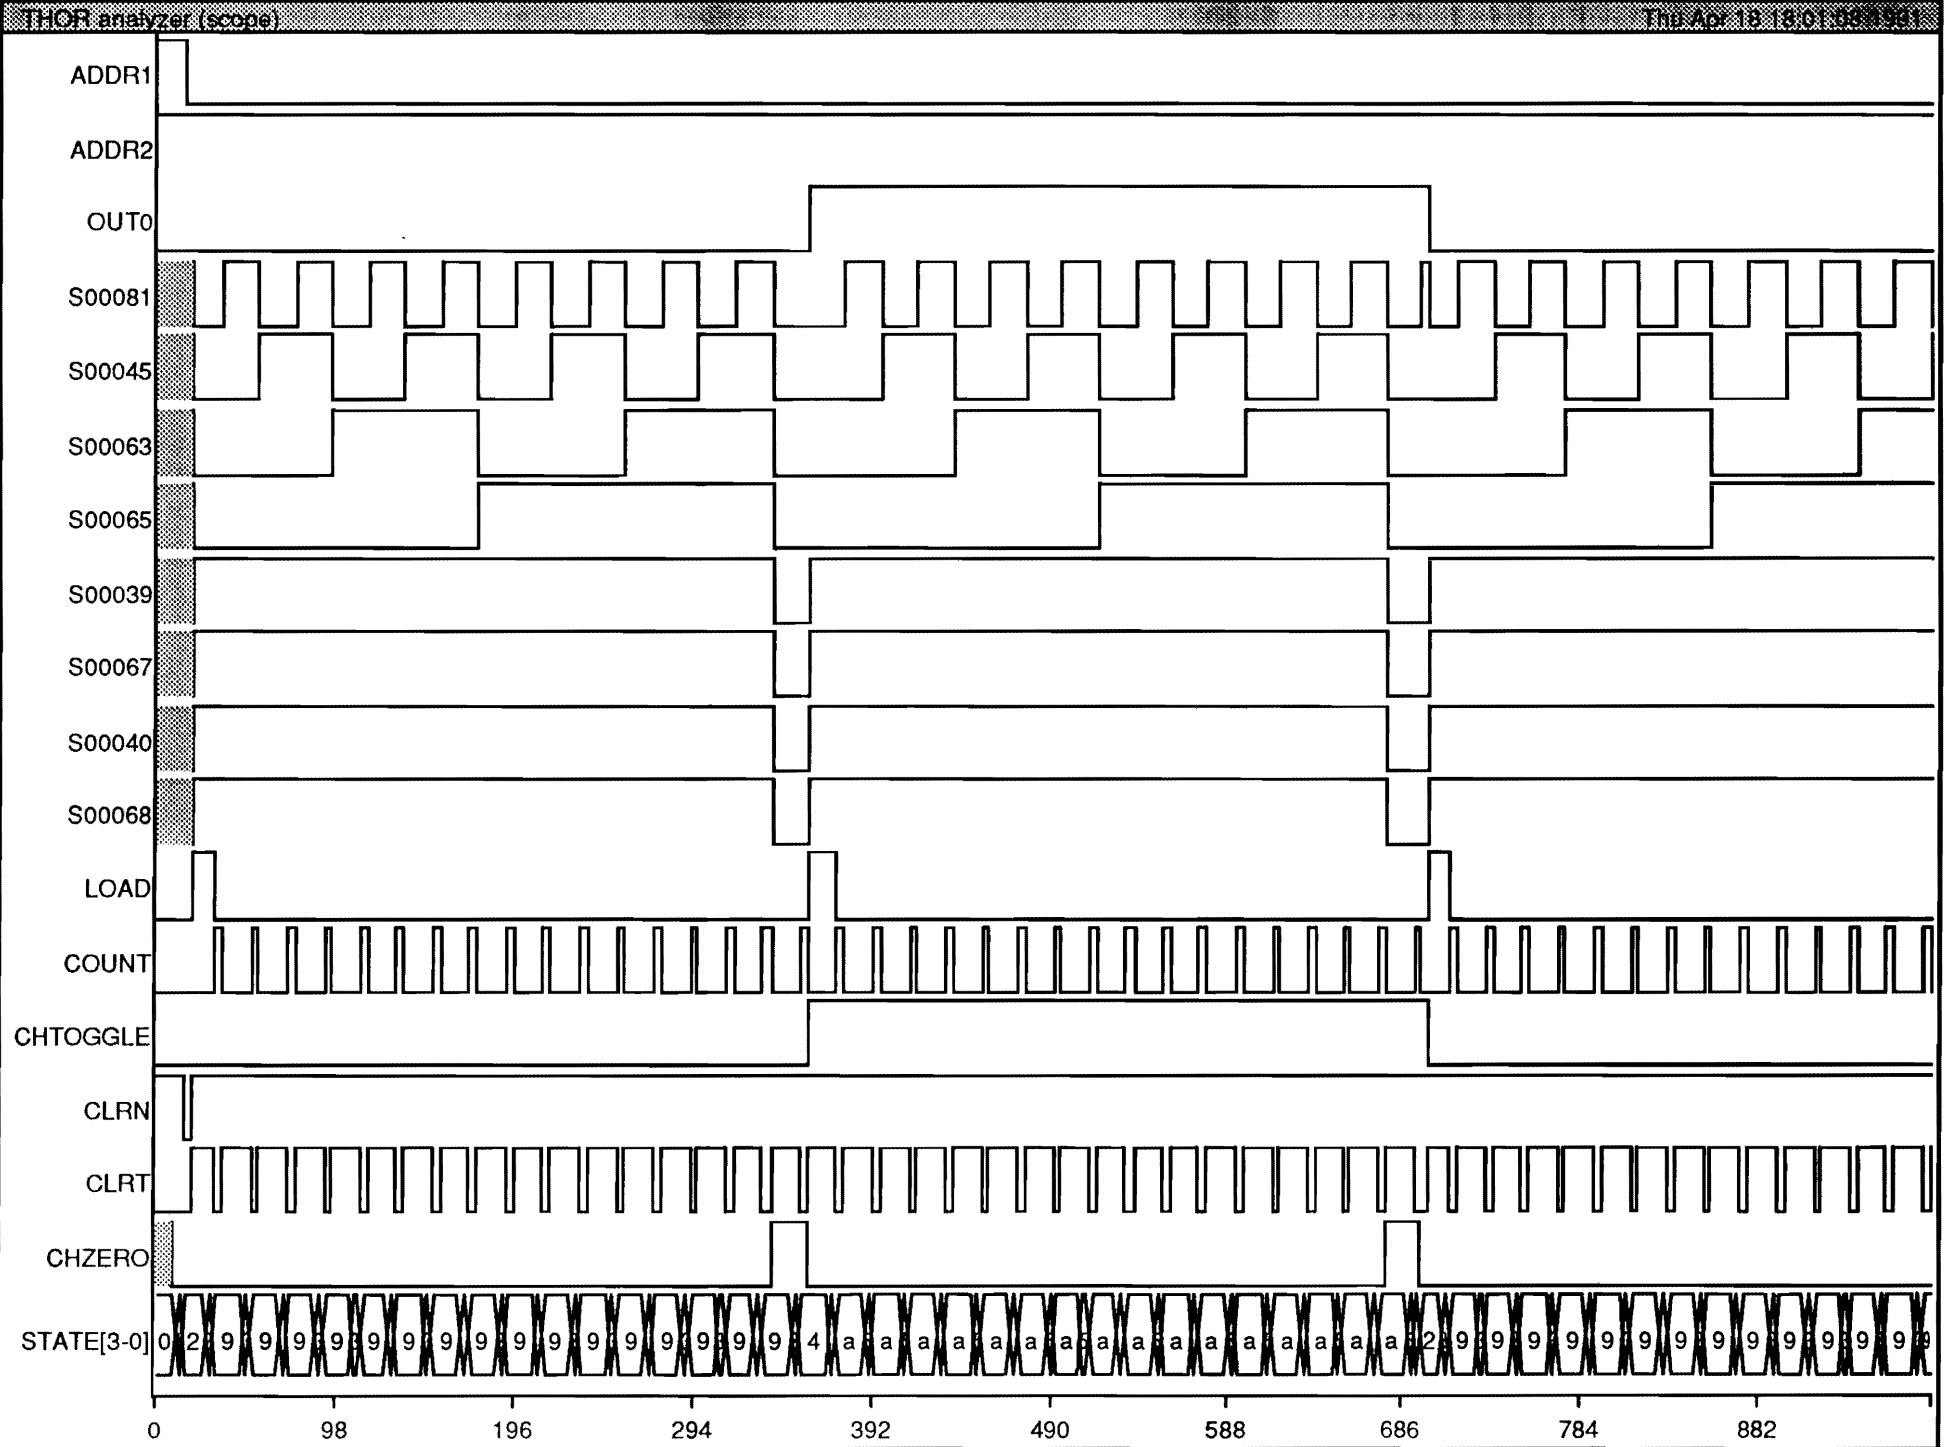 THOR analyzer (scope) Thu Apr 18 18:01:08 1991
ADDR1
ADDR2
OUT0
S00081
S00045
S00063
S00065
S00039
S00067
S00040
S00068
LOAD
COUNT
CHTOGGLE
CLRN
CLRT
CHZERO
STATE[3-0] 0 2 9 9 9 9 9 9 9 9 9 9 9 9 9 9 9 9 4 a a a a a a a a a a a a a a a a 2 9 9 9 9 9 9 9 9 9 9 9 9 9 9
0 98 196 294 392 490 588 686 784 882